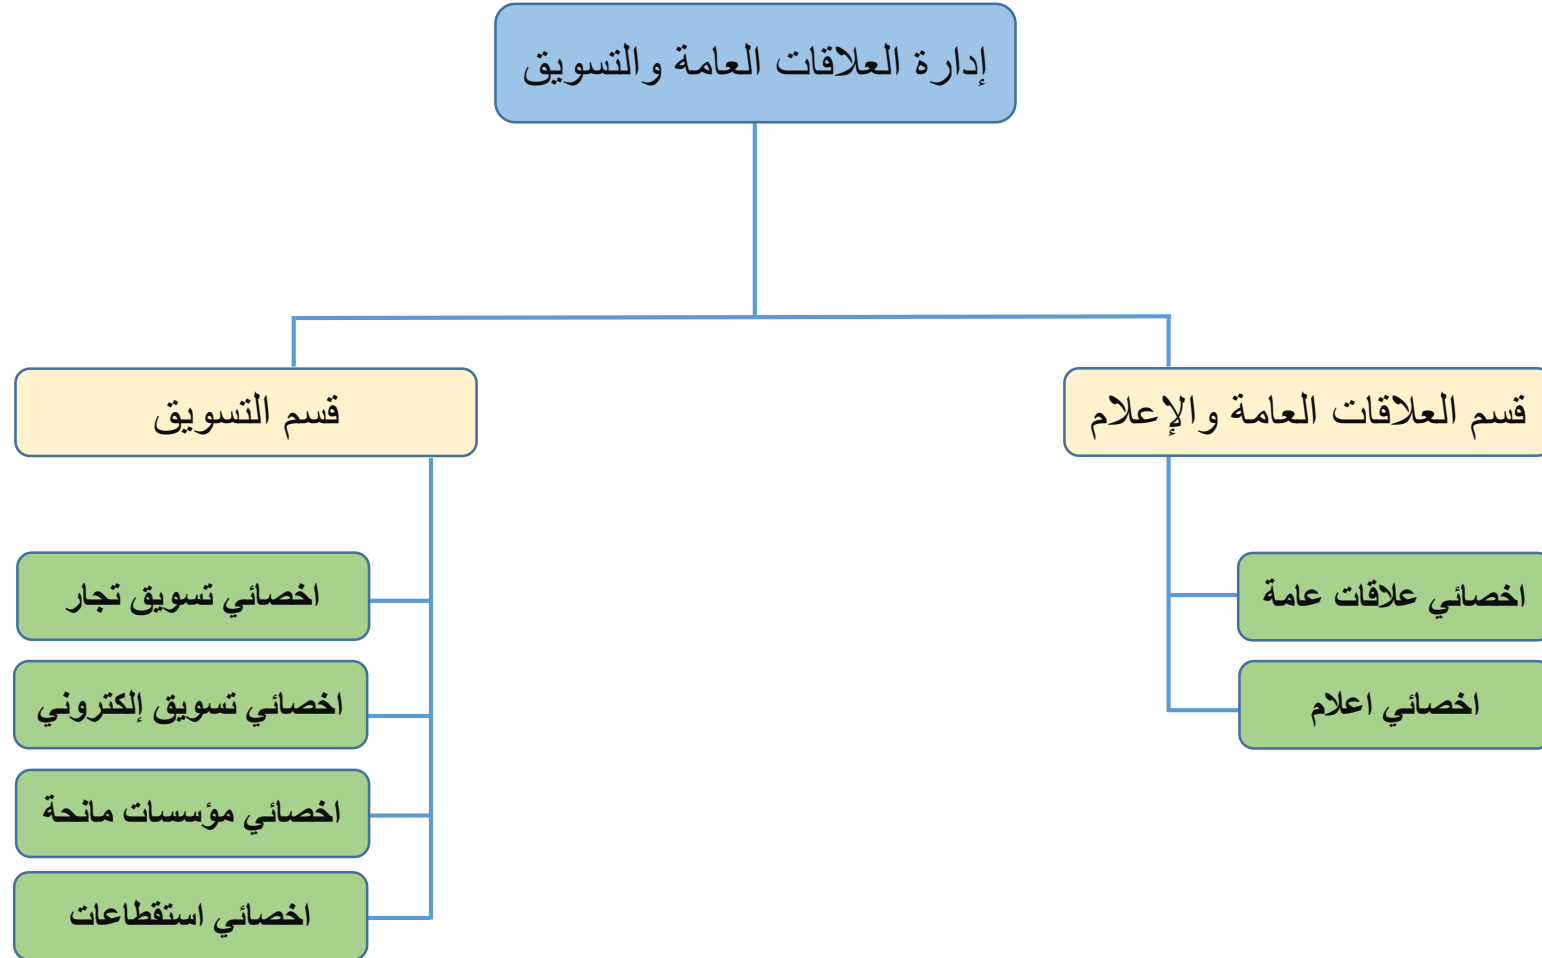 إدارة العلاقات العامة والتسويق
قسم العلاقات العامة والإعلام
قسم التسويق
اخصائي علاقات عامة
اخصائي اعلام
اخصائي تسويق تجار
اخصائي تسويق إلكتروني
اخصائي مؤسسات مانحة
اخصائي استقطاعات